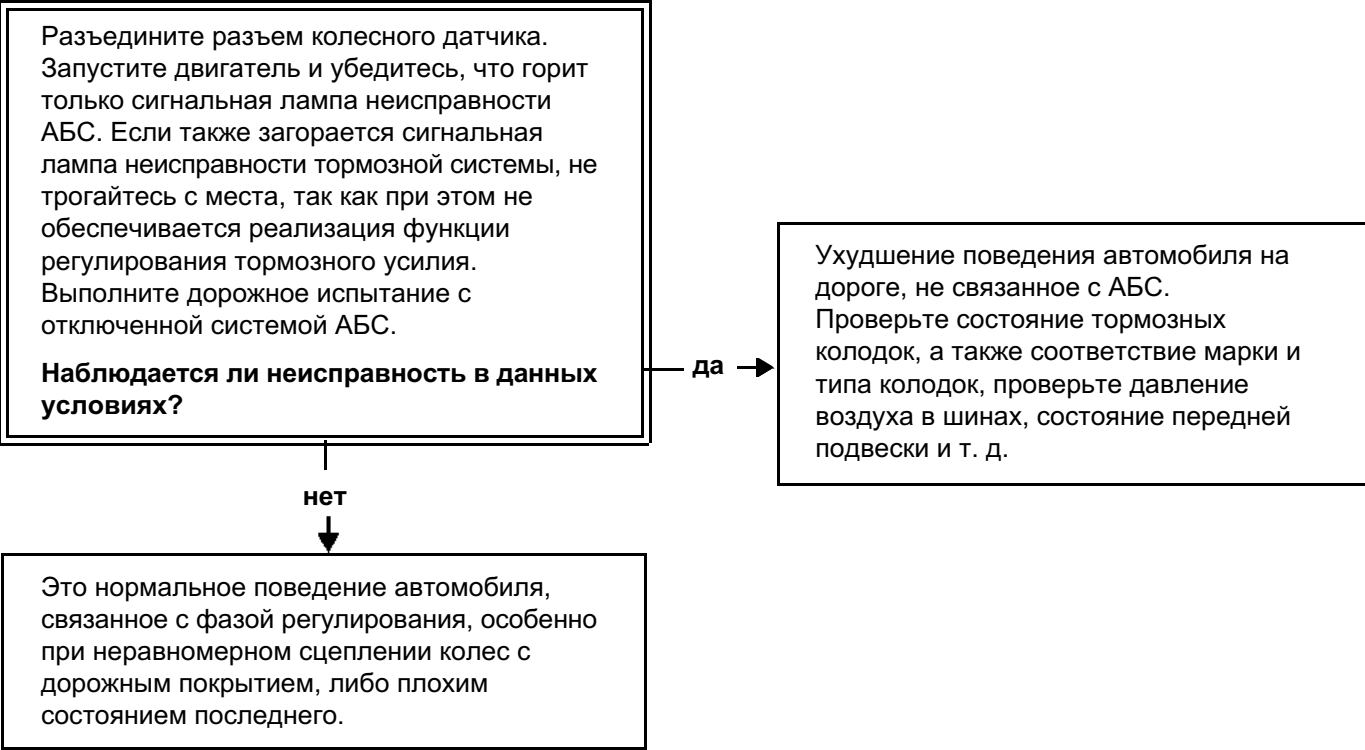 Разъедините разъем колесного датчика.
Запустите двигатель и убедитесь, что горит
только сигнальная лампа неисправности
АБС. Если также загорается сигнальная
лампа неисправности тормозной системы, не
трогайтесь с места, так как при этом не
обеспечивается реализация функции
регулирования тормозного усилия.
Выполните дорожное испытание с
отключенной системой АБС.
Наблюдается ли неисправность в данных
условиях?
да
Ухудшение поведения автомобиля на
дороге, не связанное с АБС.
Проверьте состояние тормозных
колодок, а также соответствие марки и
типа колодок, проверьте давление
воздуха в шинах, состояние передней
подвески и т. д.
нет
Это нормальное поведение автомобиля,
связанное с фазой регулирования, особенно
при неравномерном сцеплении колес с
дорожным покрытием, либо плохим
состоянием последнего.